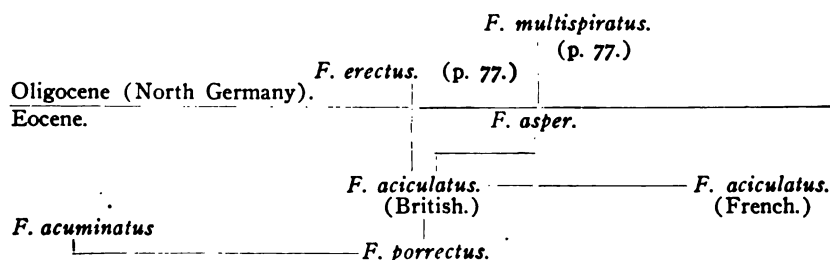 F. multispiratus.
(p. 77.)
F. erectus. (p. 77.)
Oligocene (North Germany).
Eocene.
F. asper.
F. aciculatus. F. aciculatus.
(British.) (French.)
F. acuminatus
F. porrectus.